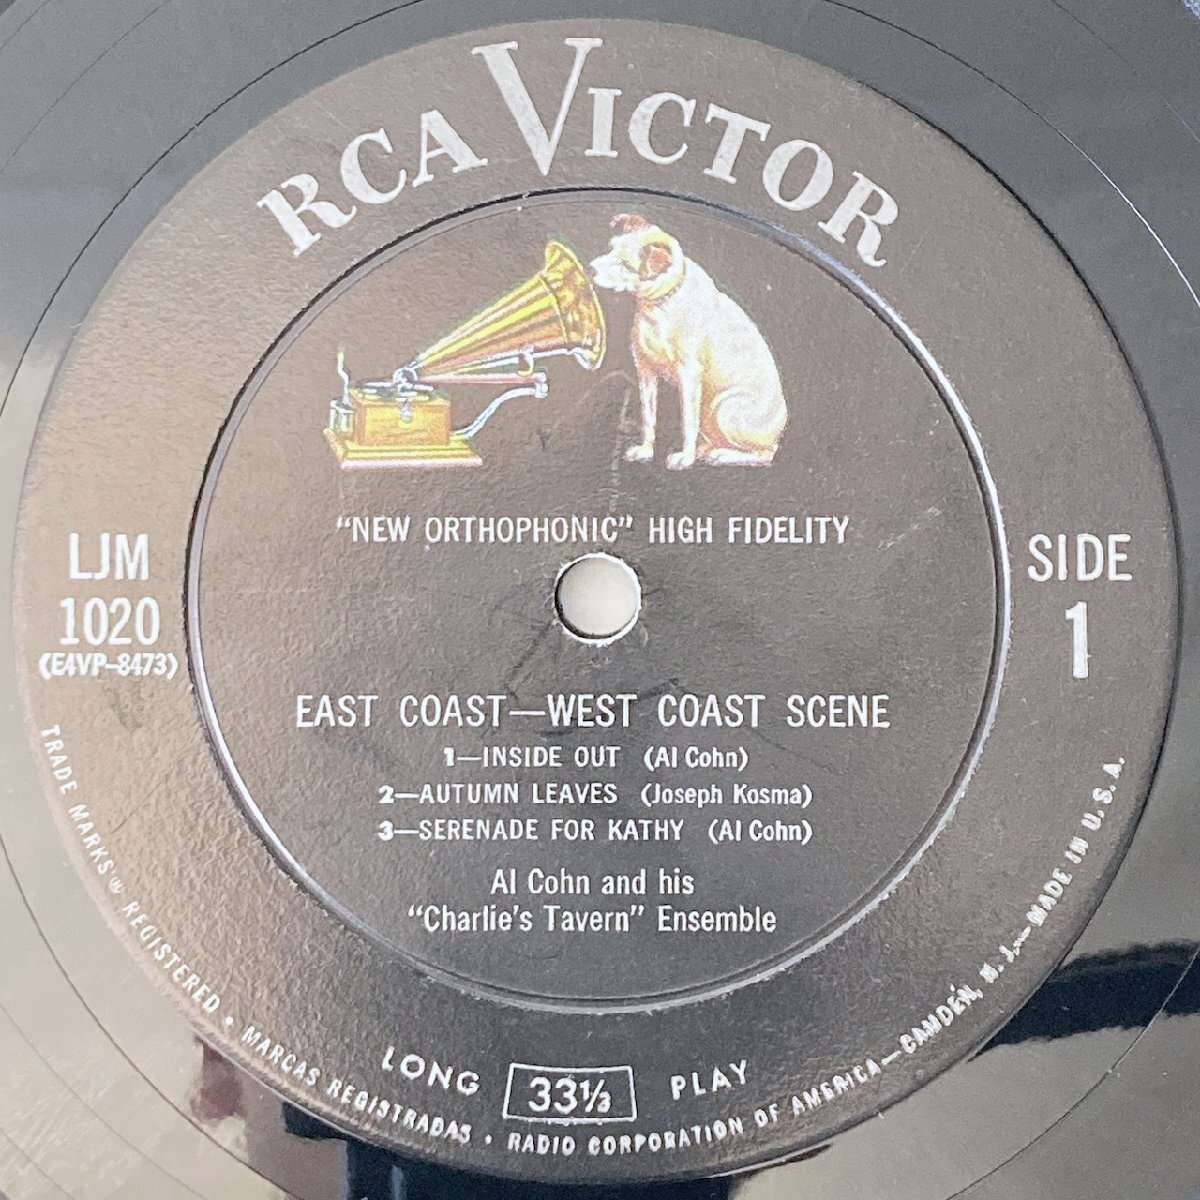 RCA VICTOR
"NEW ORTHOPHONIC" HIGH FIDELITY
LJM
1020
(E4VP-8473)
SIDE
1
EAST COAST—WEST COAST SCENE
1—INSIDE OUT (Al Cohn)
2—AUTUMN LEAVES (Joseph Kosma)
3—SERENADE FOR KATHY (Al Cohn)
Al Cohn and his
"Charlie's Tavern" Ensemble
LONG 33⅓ PLAY
TRADE MARKS ® REGISTERED • MARCAS REGISTRADAS • RADIO CORPORATION OF AMERICA—CAMDEN, N. J.—MADE IN U.S.A.